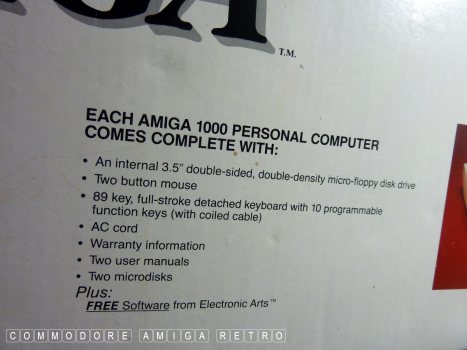 GA
T.M.
EACH AMIGA 1000 PERSONAL COMPUTER
COMES COMPLETE WITH:
• An internal 3.5" double-sided, double-density micro-floppy disk drive
• Two button mouse
• 89 key, full-stroke detached keyboard with 10 programmable
function keys (with coiled cable)
• AC cord
• Warranty information
• Two user manuals
• Two microdisks
Plus:
FREE Software from Electronic Arts™
COMMODORE AMIGA RETRO